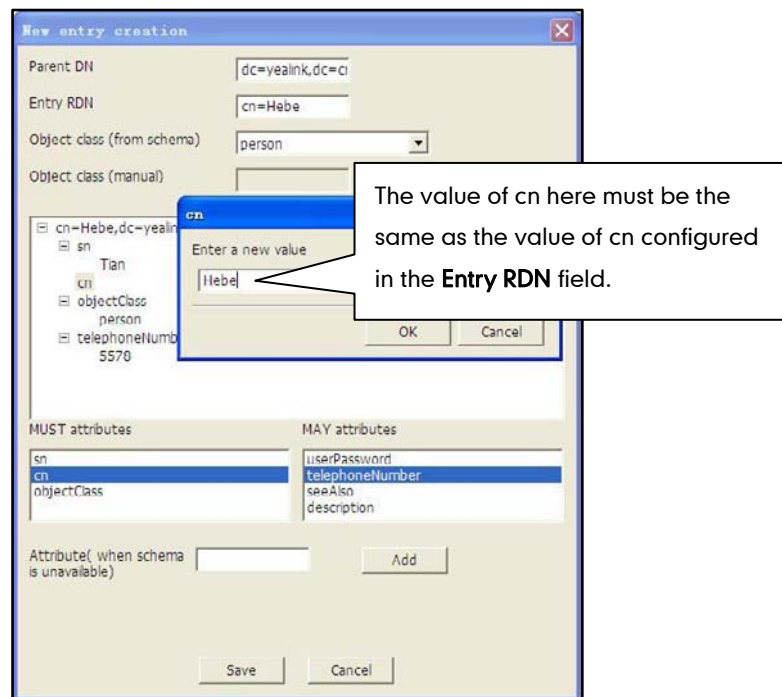 New entry creation
Parent DN
dc=yealink,dc=c
Entry RDN
cn=Hebe
Object class (from schema)
person
Object class (manual)
The value of cn here must be the
same as the value of cn configured
in the Entry RDN field.
cn
Enter a new value
Hebe
OK Cancel
cn=Hebe,dc=yealin
sn
Tian
cn
objectClass
person
telephoneNumb
5578
MUST attributes
sn
cn
objectClass
MAY attributes
userPassword
telephoneNumber
seeAlso
description
Attribute( when schema
is unavailable)
Add
Save Cancel